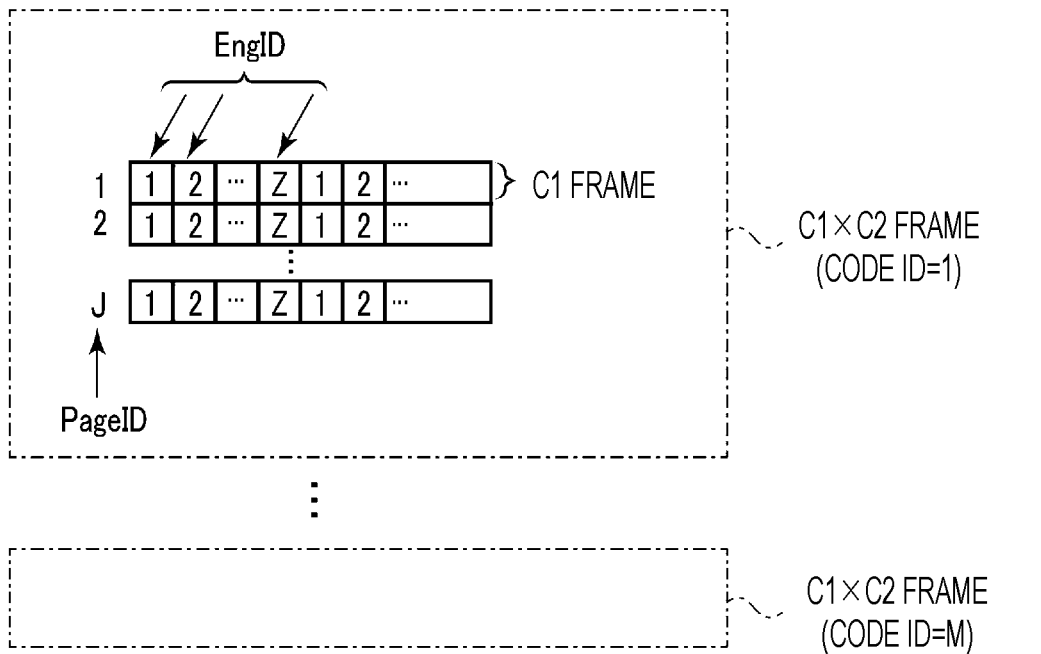 EngID
1 1 2 … Z 1 2 … C1 FRAME
2 1 2 … Z 1 2 …
⋮
J 1 2 … Z 1 2 …
PageID
C1×C2 FRAME
(CODE ID=1)
⋮
C1×C2 FRAME
(CODE ID=M)